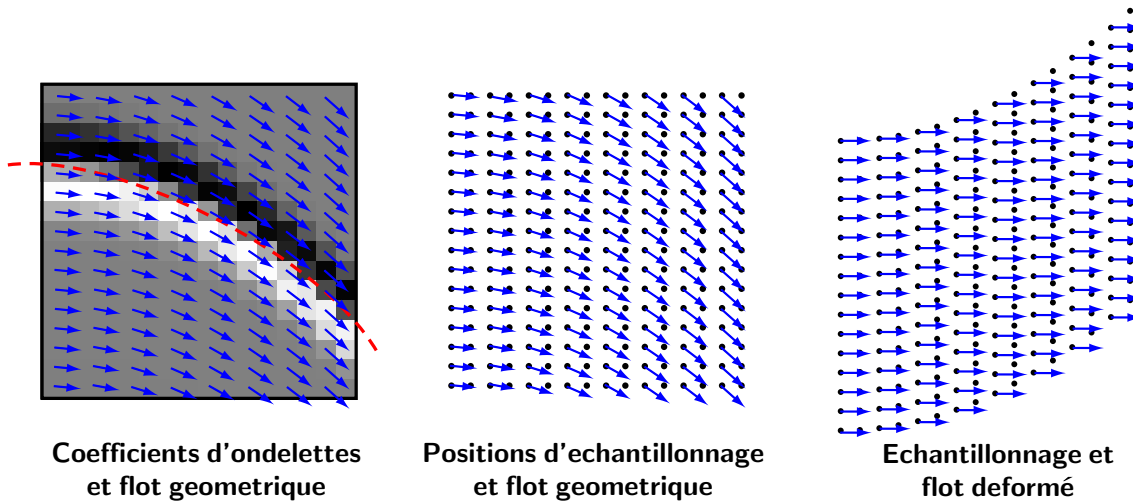 Coefficients d'ondelettes
et flot geometrique
Positions d'echantillonnage
et flot geometrique
Echantillonnage et
flot deformé